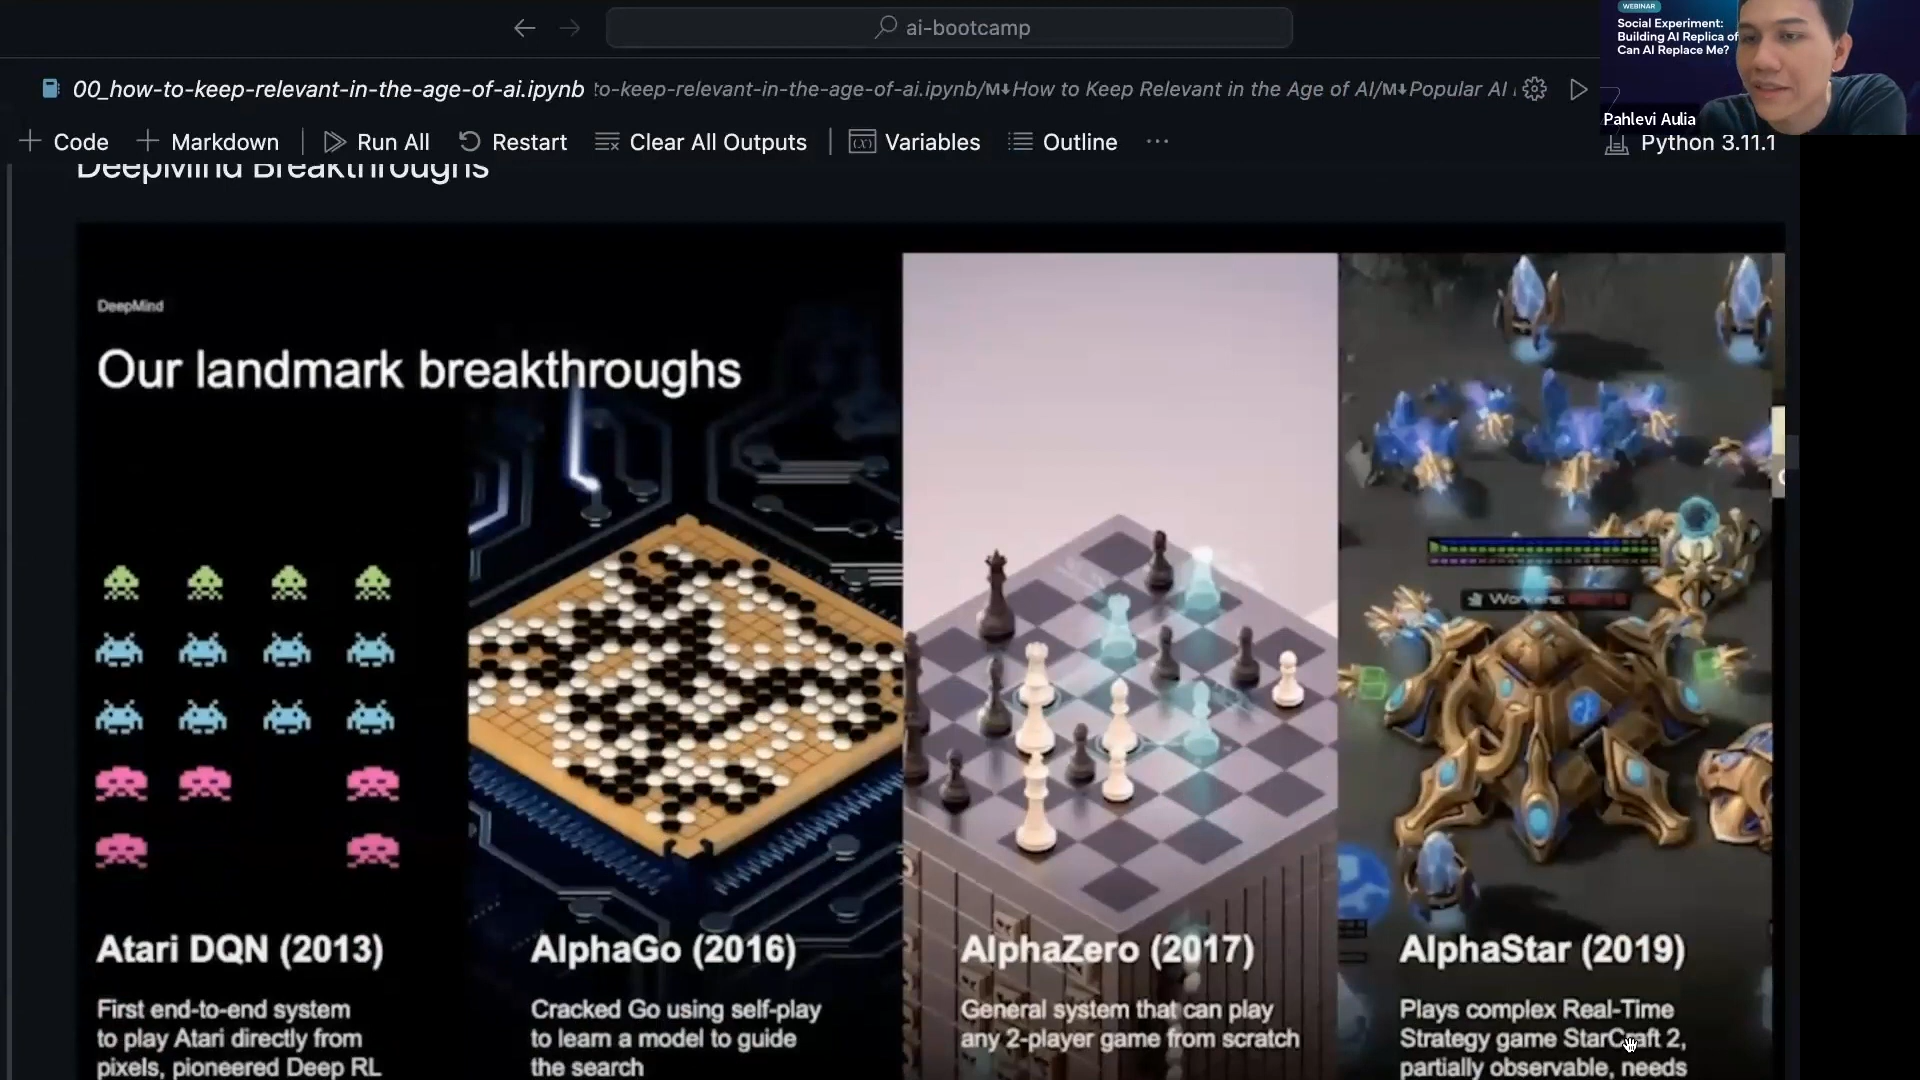 ai-bootcamp
WEBINAR
Social Experiment:
Building AI Replica of
Can AI Replace Me?
Pahlevi Aulia
00_how-to-keep-relevant-in-the-age-of-ai.ipynb to-keep-relevant-in-the-age-of-ai.ipynb/M↓How to Keep Relevant in the Age of AI/M↓Popular AI
Code Markdown Run All Restart Clear All Outputs Variables Outline ... Python 3.11.1
DeepMind Breakthroughs
DeepMind
Our landmark breakthroughs
Workers:
Atari DQN (2013)
First end-to-end system
to play Atari directly from
pixels, pioneered Deep RL
AlphaGo (2016)
Cracked Go using self-play
to learn a model to guide
the search
AlphaZero (2017)
General system that can play
any 2-player game from scratch
AlphaStar (2019)
Plays complex Real-Time
Strategy game StarCraft 2,
partially observable, needs